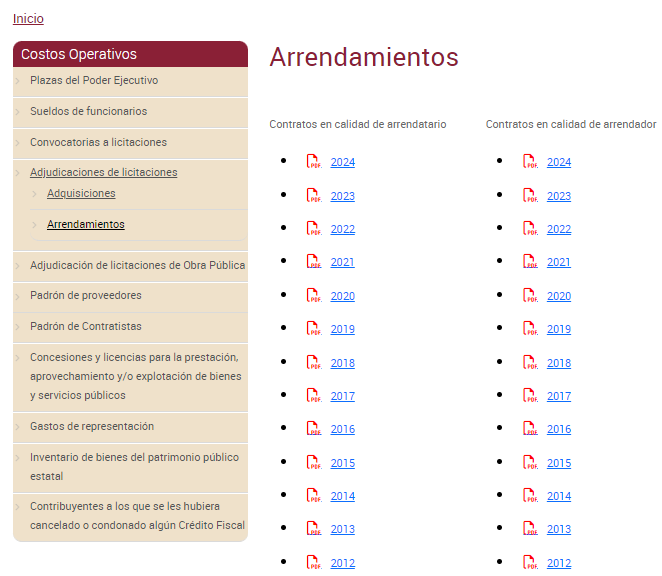 Inicio
Costos Operativos
Plazas del Poder Ejecutivo
Sueldos de funcionarios
Convocatorias a licitaciones
Adjudicaciones de licitaciones
Adquisiciones
Arrendamientos
Adjudicación de licitaciones de Obra Pública
Padrón de proveedores
Padrón de Contratistas
Concesiones y licencias para la prestación,
aprovechamiento y/o explotación de bienes
y servicios públicos
Gastos de representación
Inventario de bienes del patrimonio público
estatal
Contribuyentes a los que se les hubiera
cancelado o condonado algún Crédito Fiscal
Arrendamientos
Contratos en calidad de arrendatario
PDF 2024
PDF 2023
PDF 2022
PDF 2021
PDF 2020
PDF 2019
PDF 2018
PDF 2017
PDF 2016
PDF 2015
PDF 2014
PDF 2013
PDF 2012
Contratos en calidad de arrendador
PDF 2024
PDF 2023
PDF 2022
PDF 2021
PDF 2020
PDF 2019
PDF 2018
PDF 2017
PDF 2016
PDF 2015
PDF 2014
PDF 2013
PDF 2012